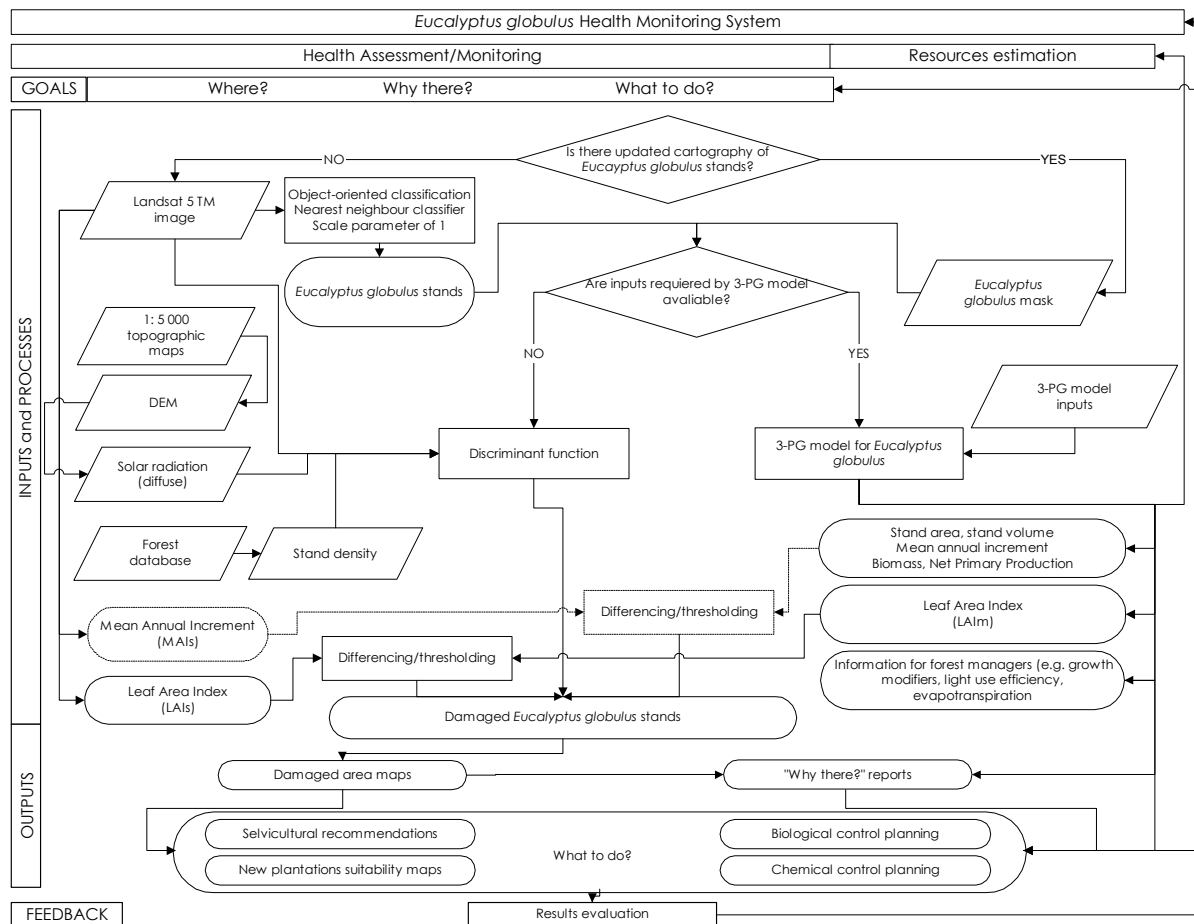 Eucalyptus globulus Health Monitoring System
Health Assessment/Monitoring
Resources estimation
GOALS
Where?
Why there?
What to do?
INPUTS and PROCESSES
Is there updated cartography of
Eucayptus globulus stands?
NO
YES
Landsat 5 TM
image
Object-oriented classification
Nearest neighbour classifier
Scale parameter of 1
Eucalyptus globulus stands
Are inputs requiered by 3-PG model
avaliable?
Eucalyptus
globulus mask
1: 5 000
topographic
maps
NO
YES
DEM
3-PG model
inputs
Solar radiation
(diffuse)
Discriminant function
3-PG model for Eucalyptus
globulus
Forest
database
Stand density
Stand area, stand volume
Mean annual increment
Biomass, Net Primary Production
Mean Annual Increment
(MAIs)
Differencing/thresholding
Leaf Area Index
(LAIm)
Differencing/thresholding
Information for forest managers (e.g. growth
modifiers, light use efficiency,
evapotranspiration
Leaf Area Index
(LAIs)
Damaged Eucalyptus globulus stands
OUTPUTS
Damaged area maps
"Why there?" reports
Selvicultural recommendations
Biological control planning
What to do?
New plantations suitability maps
Chemical control planning
FEEDBACK
Results evaluation